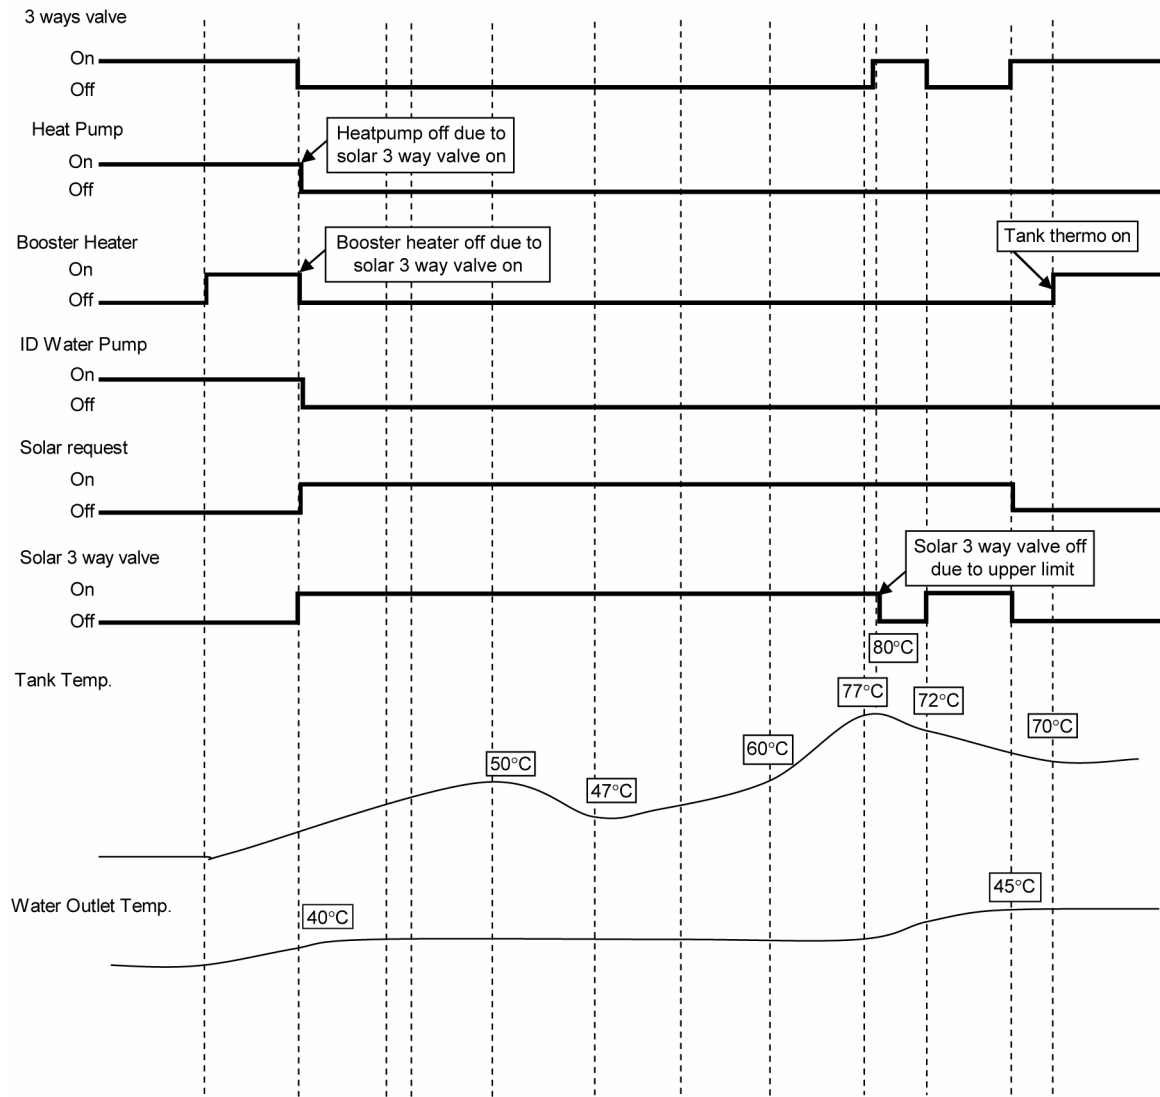 3 ways valve
On
Off
Heat Pump
On
Off
Heatpump off due to
solar 3 way valve on
Booster Heater
On
Off
Booster heater off due to
solar 3 way valve on
Tank thermo on
ID Water Pump
On
Off
Solar request
On
Off
Solar 3 way valve
On
Off
Solar 3 way valve off
due to upper limit
80°C
Tank Temp.
77°C
72°C
70°C
60°C
50°C
47°C
Water Outlet Temp.
40°C
45°C